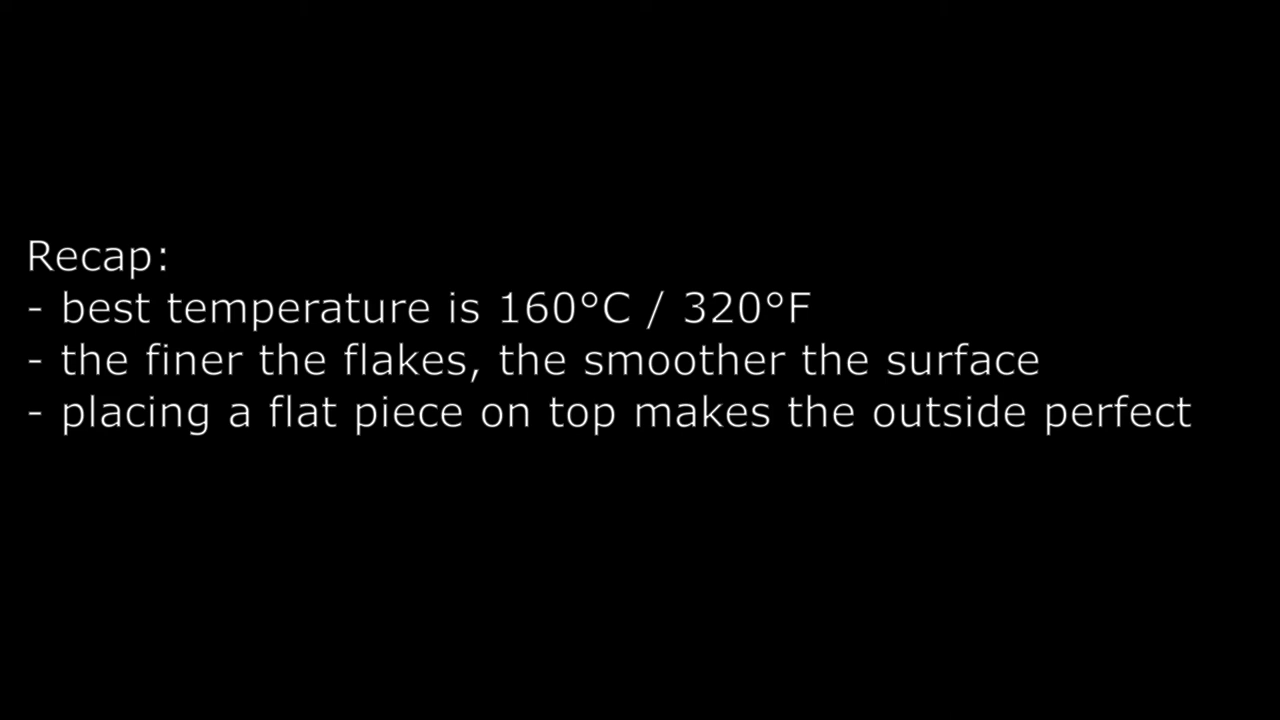 Recap:
- best temperature is 160°C / 320°F
- the finer the flakes, the smoother the surface
- placing a flat piece on top makes the outside perfect